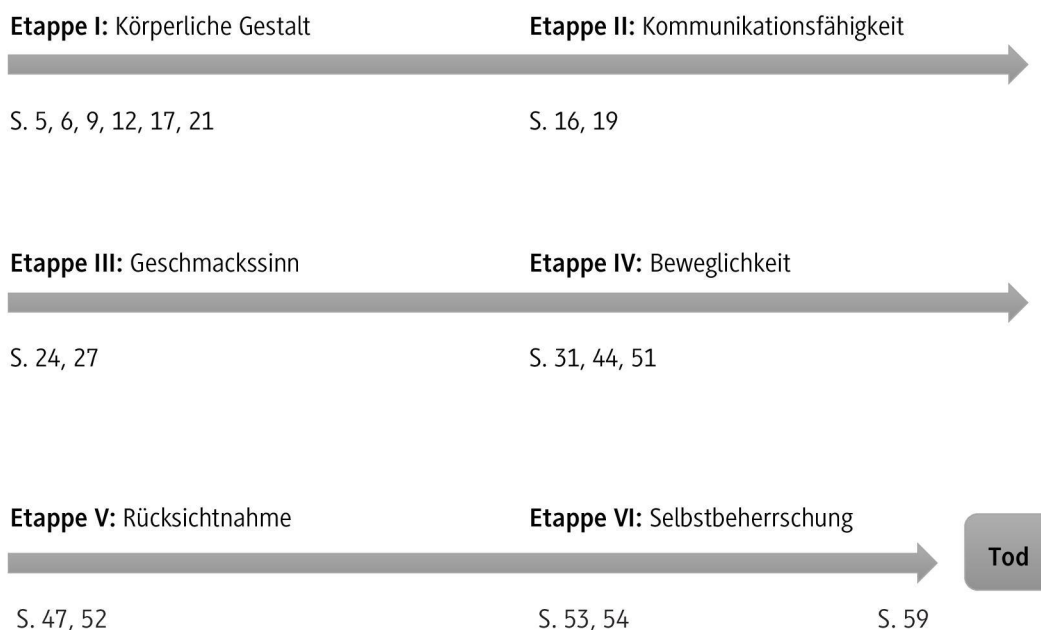 Etappe I: Körperliche Gestalt
Etappe II: Kommunikationsfähigkeit
S. 5, 6, 9, 12, 17, 21
S. 16, 19
Etappe III: Geschmackssinn
Etappe IV: Beweglichkeit
S. 24, 27
S. 31, 44, 51
Etappe V: Rücksichtnahme
Etappe VI: Selbstbeherrschung
Tod
S. 47, 52
S. 53, 54
S. 59